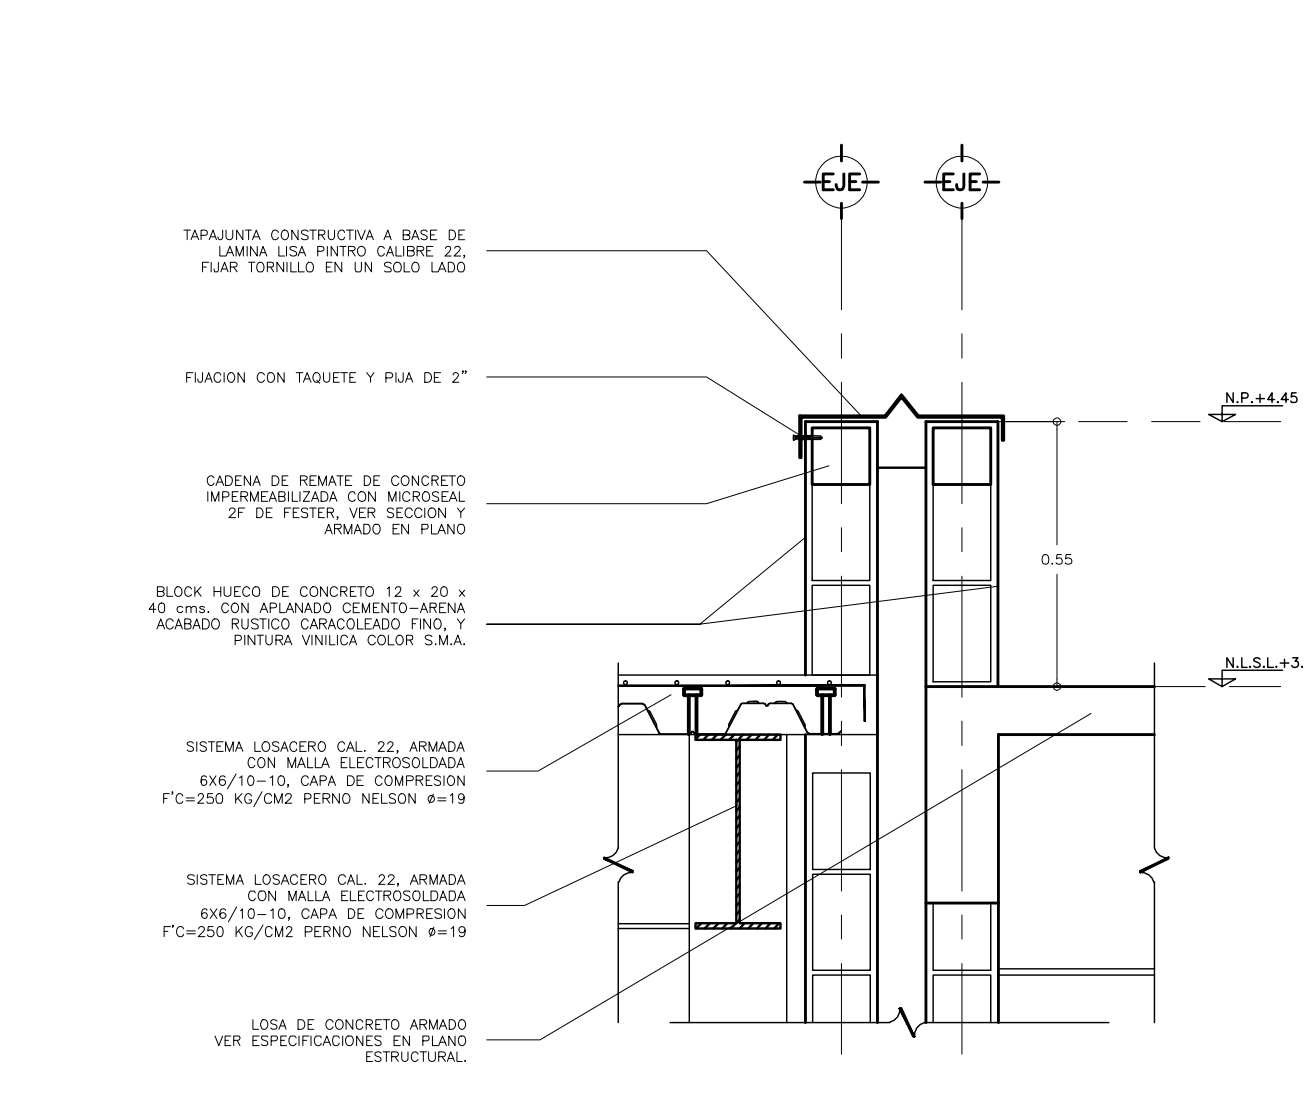 EJE EJE
TAPAJUNTA CONSTRUCTIVA A BASE DE
LAMINA LISA PINTRO CALIBRE 22,
FIJAR TORNILLO EN UN SOLO LADO
FIJACION CON TAQUETE Y PIJA DE 2”
N.P.+4.45
CADENA DE REMATE DE CONCRETO
IMPERMEABILIZADA CON MICROSEAL
2F DE FESTER, VER SECCION Y
ARMADO EN PLANO
0.55
BLOCK HUECO DE CONCRETO 12 x 20 x
40 cms. CON APLANADO CEMENTO-ARENA
ACABADO RUSTICO CARACOLEADO FINO, Y
PINTURA VINILICA COLOR S.M.A.
N.L.S.L.+3.
SISTEMA LOSACERO CAL. 22, ARMADA
CON MALLA ELECTROSOLDADA
6X6/10-10, CAPA DE COMPRESION
F'C=250 KG/CM2 PERNO NELSON ø=19
SISTEMA LOSACERO CAL. 22, ARMADA
CON MALLA ELECTROSOLDADA
6X6/10-10, CAPA DE COMPRESION
F'C=250 KG/CM2 PERNO NELSON ø=19
LOSA DE CONCRETO ARMADO
VER ESPECIFICACIONES EN PLANO
ESTRUCTURAL.